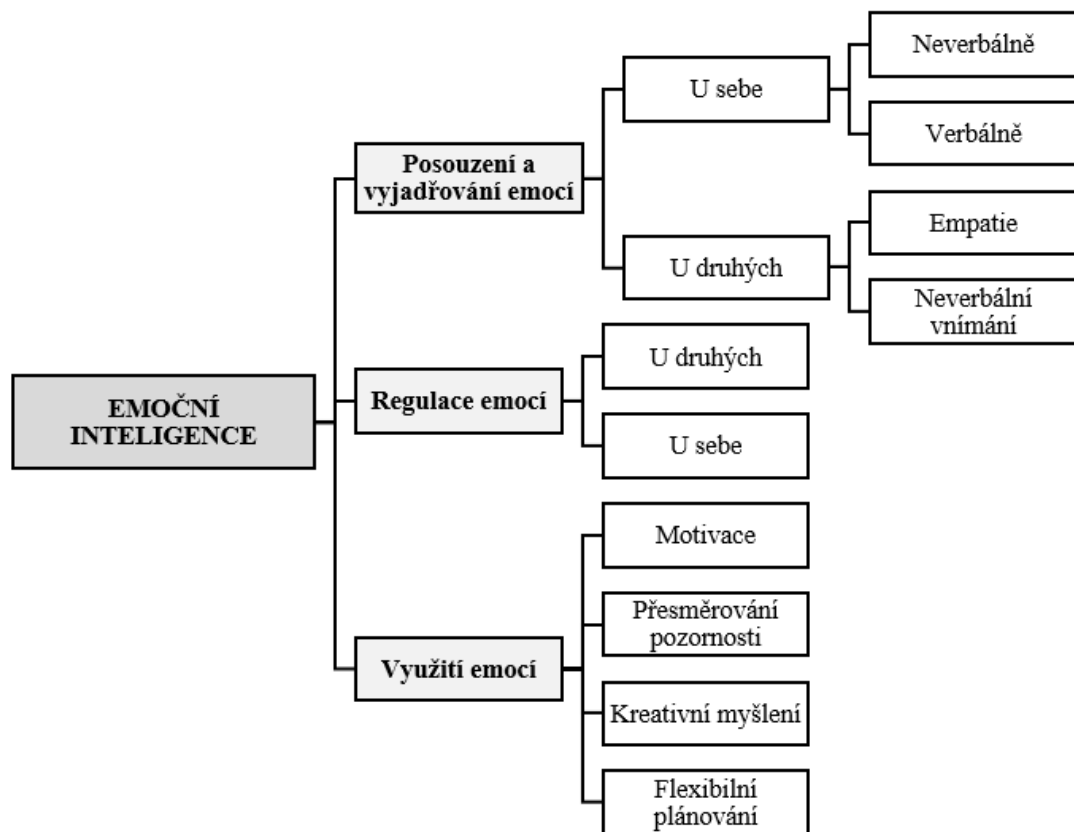 EMOČNÍ
INTELIGENCE
Posouzení a
vyjadřování emocí
U sebe
Neverbálně
Verbálně
U druhých
Empatie
Neverbální
vnímání
Regulace emocí
U druhých
U sebe
Využití emocí
Motivace
Přesměrování
pozornosti
Kreativní myšlení
Flexibilní
plánování